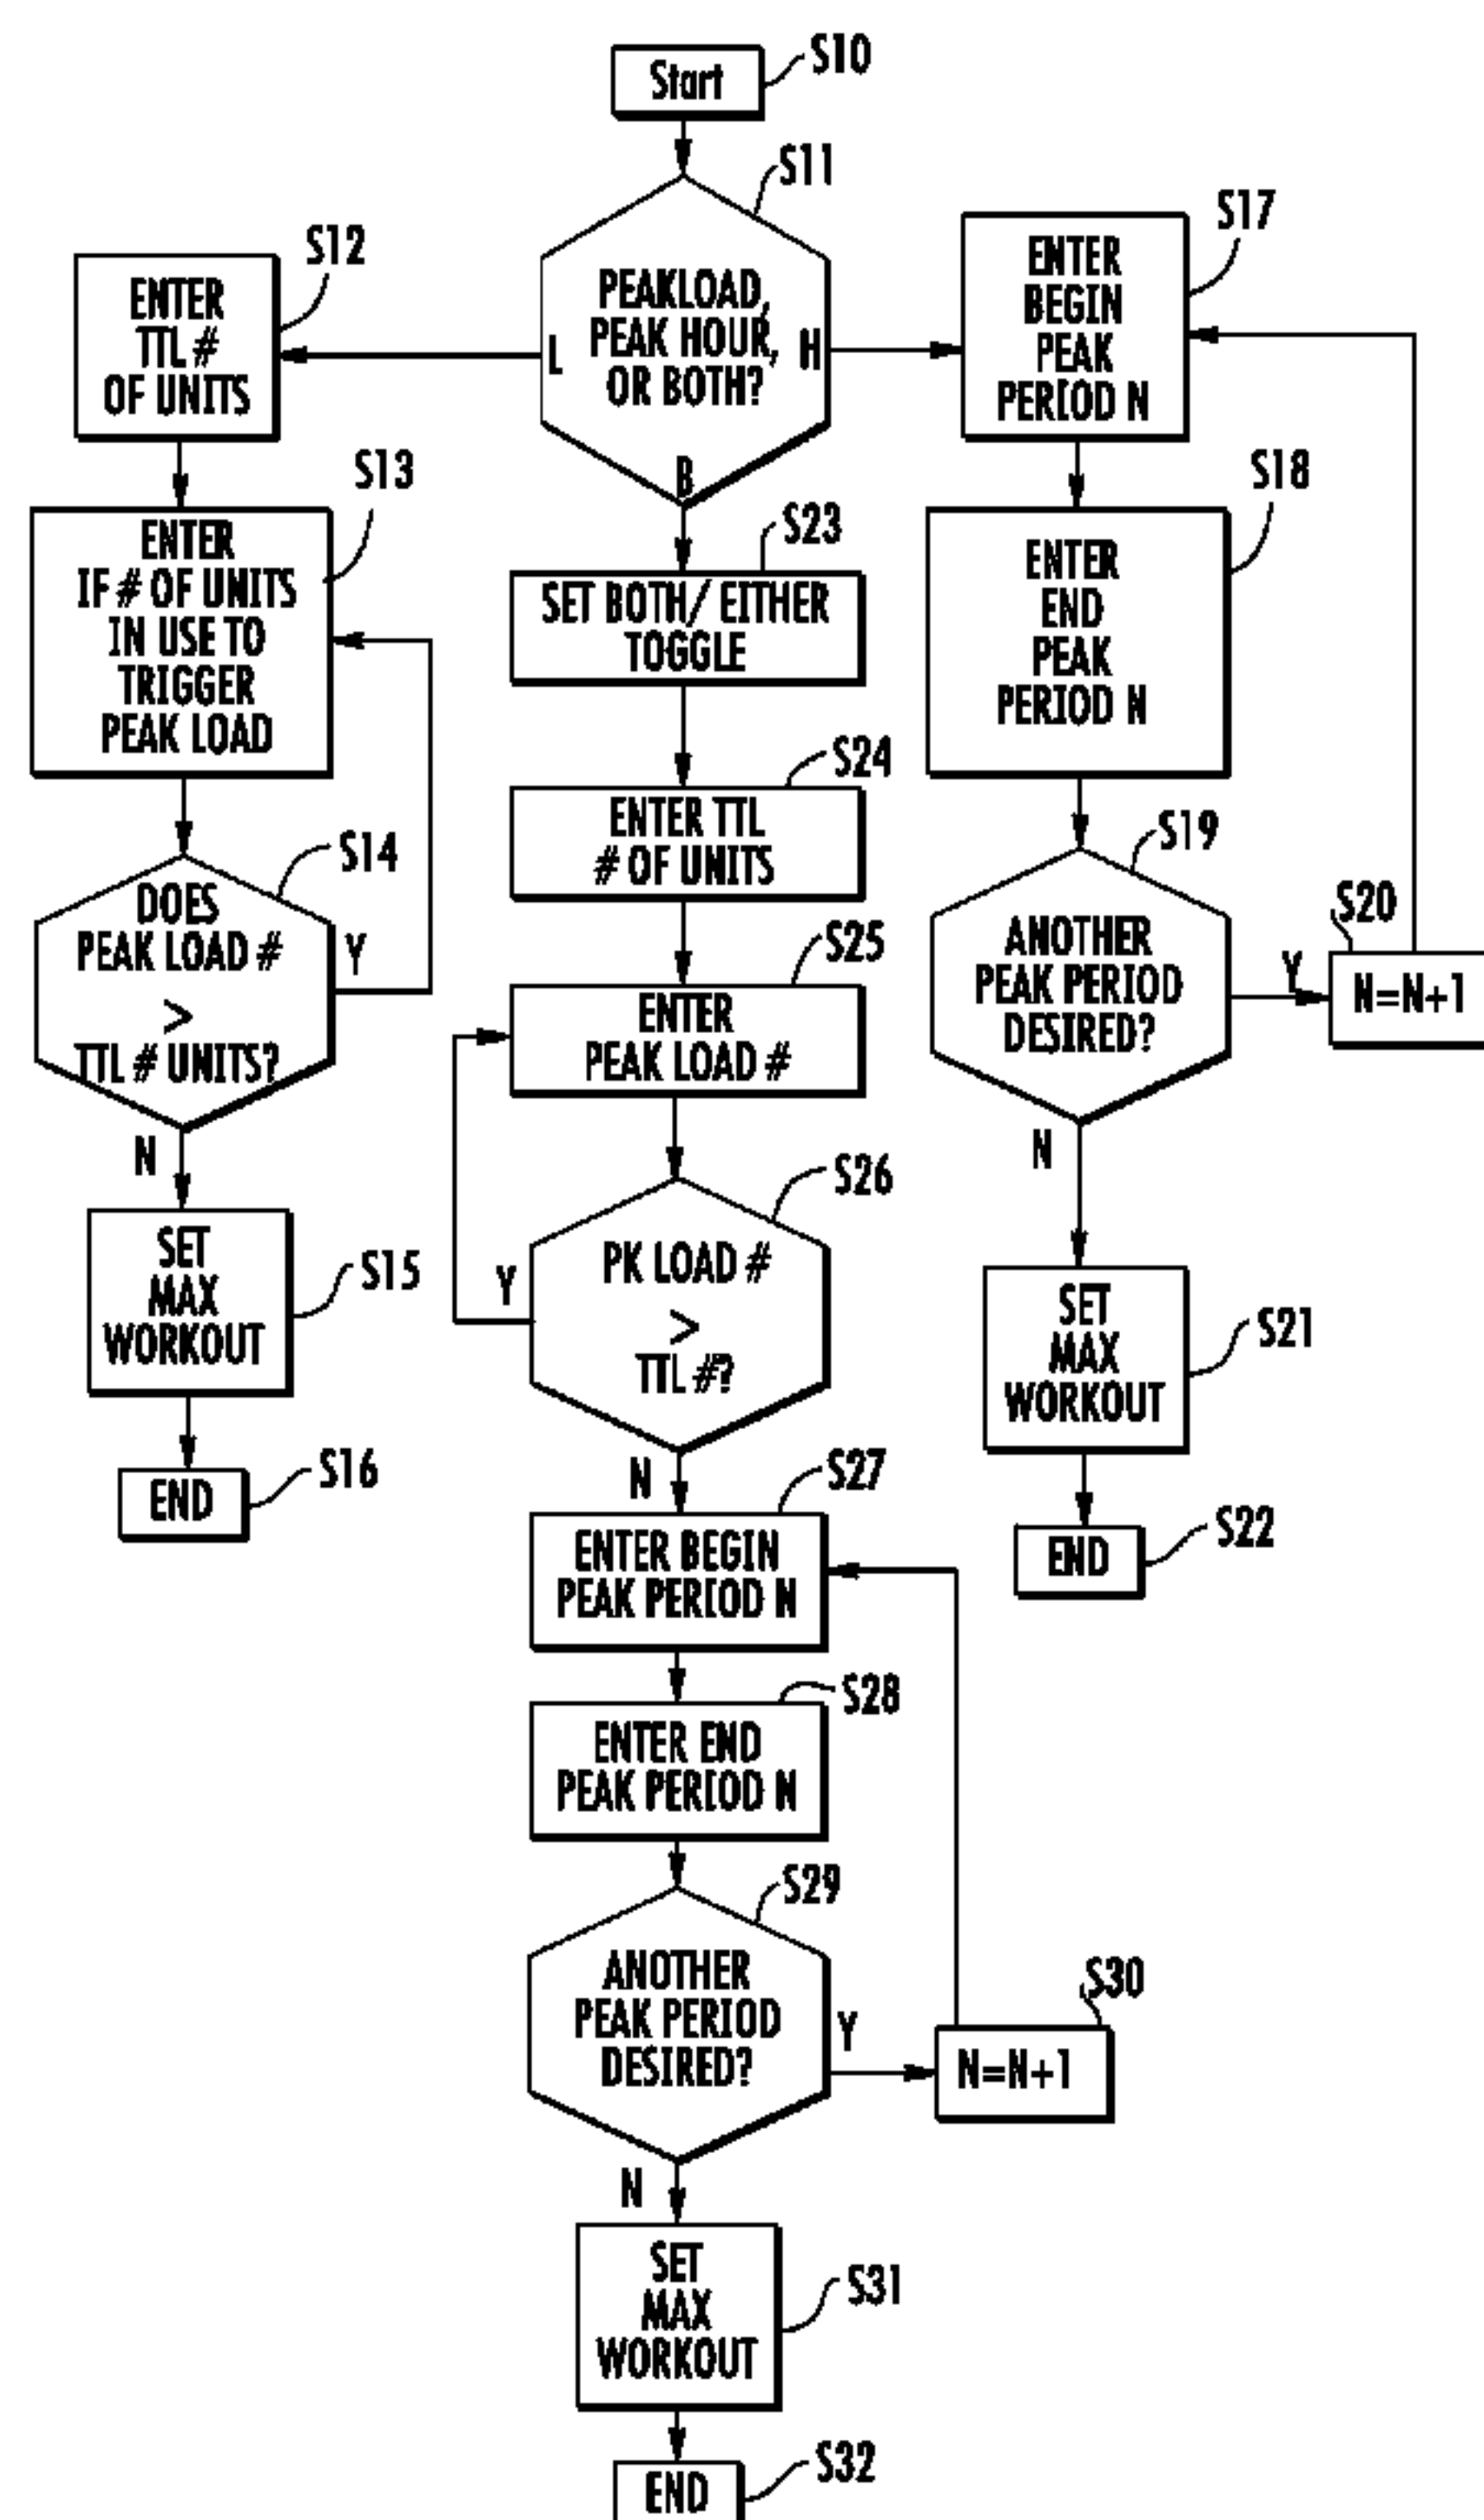 Start
S10
S11
PEAKLOAD,
PEAK HOUR,
OR BOTH?
L
H
B
S12
ENTER
TTL #
OF UNITS
S13
ENTER
IF # OF UNITS
IN USE TO
TRIGGER
PEAK LOAD
S14
DOES
PEAK LOAD #
>
TTL # UNITS?
Y
N
S15
SET
MAX
WORKOUT
S16
END
S17
ENTER
BEGIN
PEAK
PERIOD N
S18
ENTER
END
PEAK
PERIOD N
S19
ANOTHER
PEAK PERIOD
DESIRED?
Y
S20
N=N+1
N
S21
SET
MAX
WORKOUT
S22
END
S23
SET BOTH/EITHER
TOGGLE
S24
ENTER TTL
# OF UNITS
S25
ENTER
PEAK LOAD #
S26
PK LOAD #
>
TTL #?
Y
N
S27
ENTER BEGIN
PEAK PERIOD N
S28
ENTER END
PEAK PERIOD N
S29
ANOTHER
PEAK PERIOD
DESIRED?
Y
S30
N=N+1
N
S31
SET
MAX
WORKOUT
S32
END